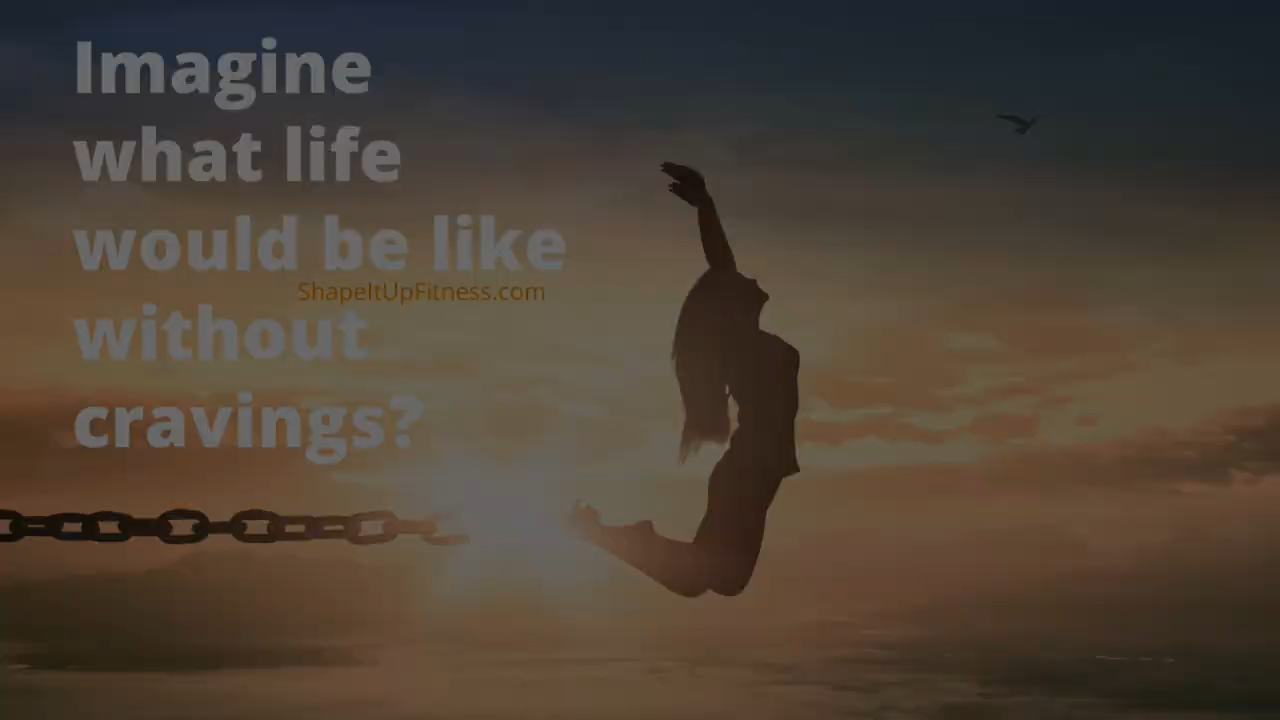 Imagine
what life
would be like
ShapeItUpFitness.com
without
cravings?